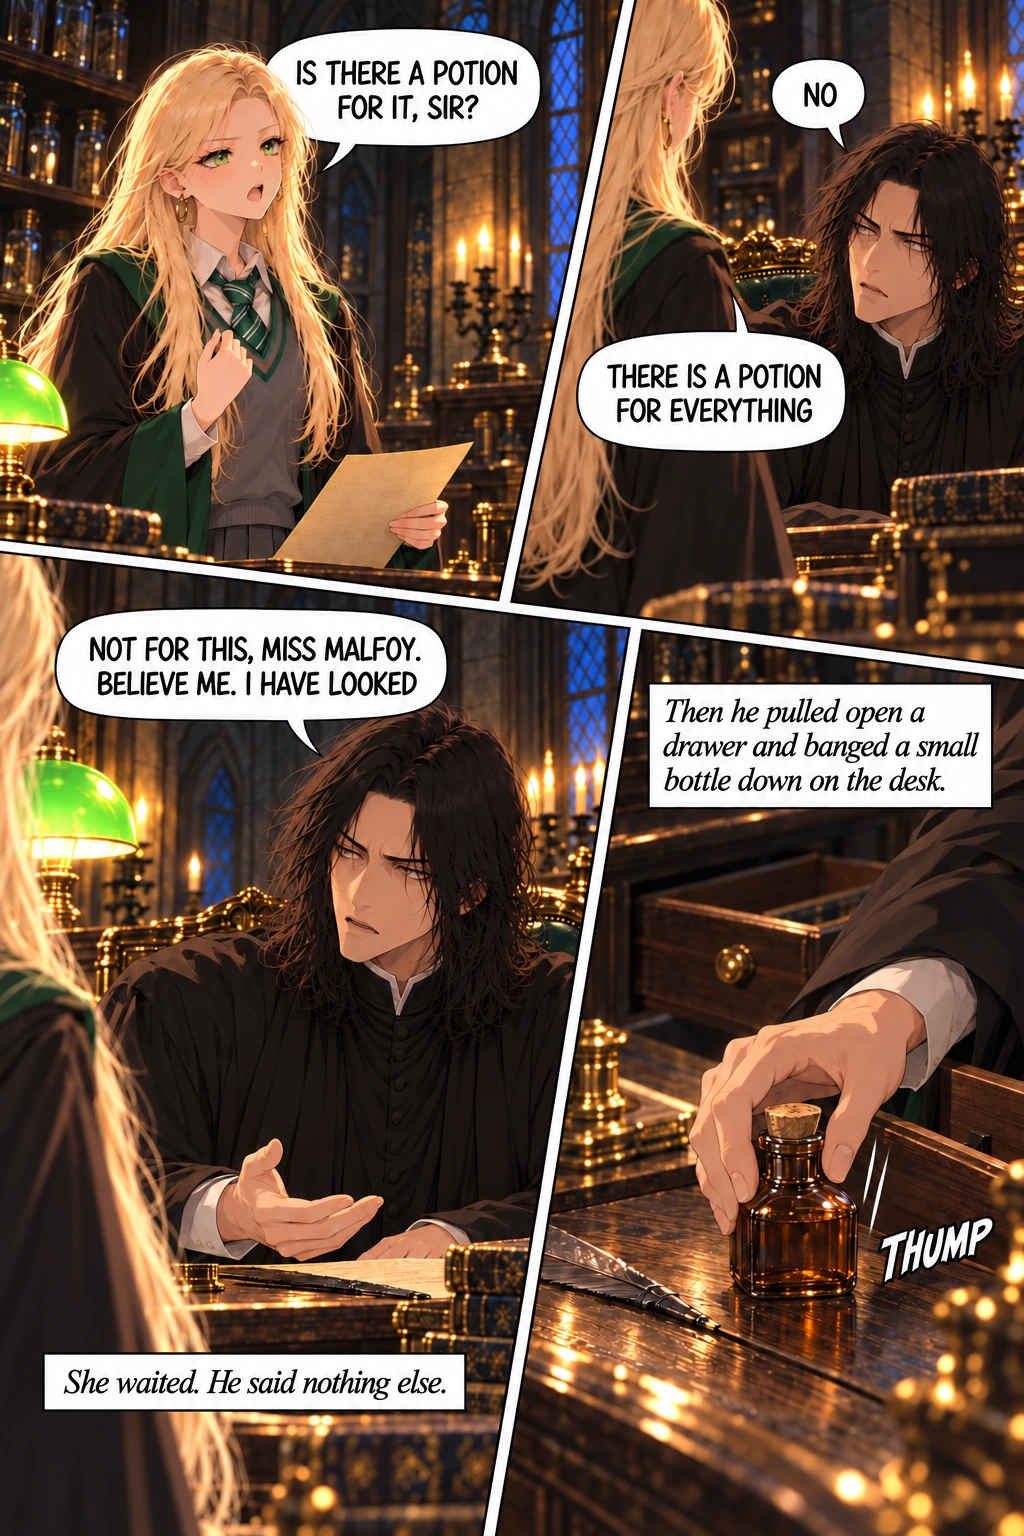 IS THERE A POTION
FOR IT, SIR?
NO
THERE IS A POTION
FOR EVERYTHING
NOT FOR THIS, MISS MALFOY.
BELIEVE ME. I HAVE LOOKED
She waited. He said nothing else.
Then he pulled open a
drawer and banged a small
bottle down on the desk.
THUMP